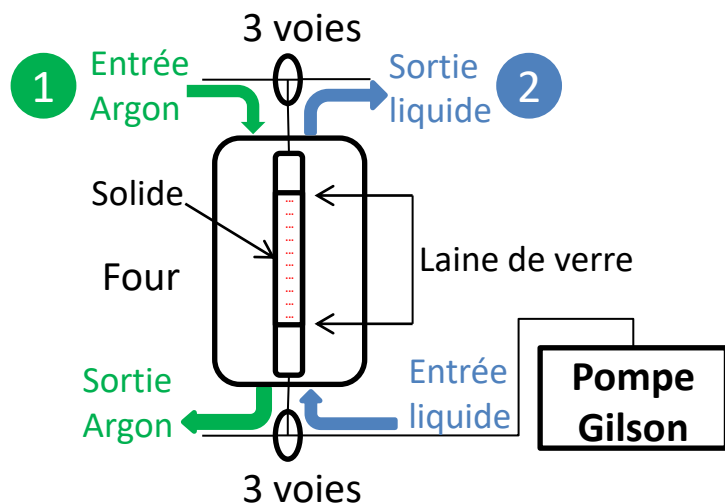 3 voies
1
Entrée
Argon
Sortie
liquide
2
Solide
Four
Laine de verre
Sortie
Argon
Entrée
liquide
Pompe
Gilson
3 voies